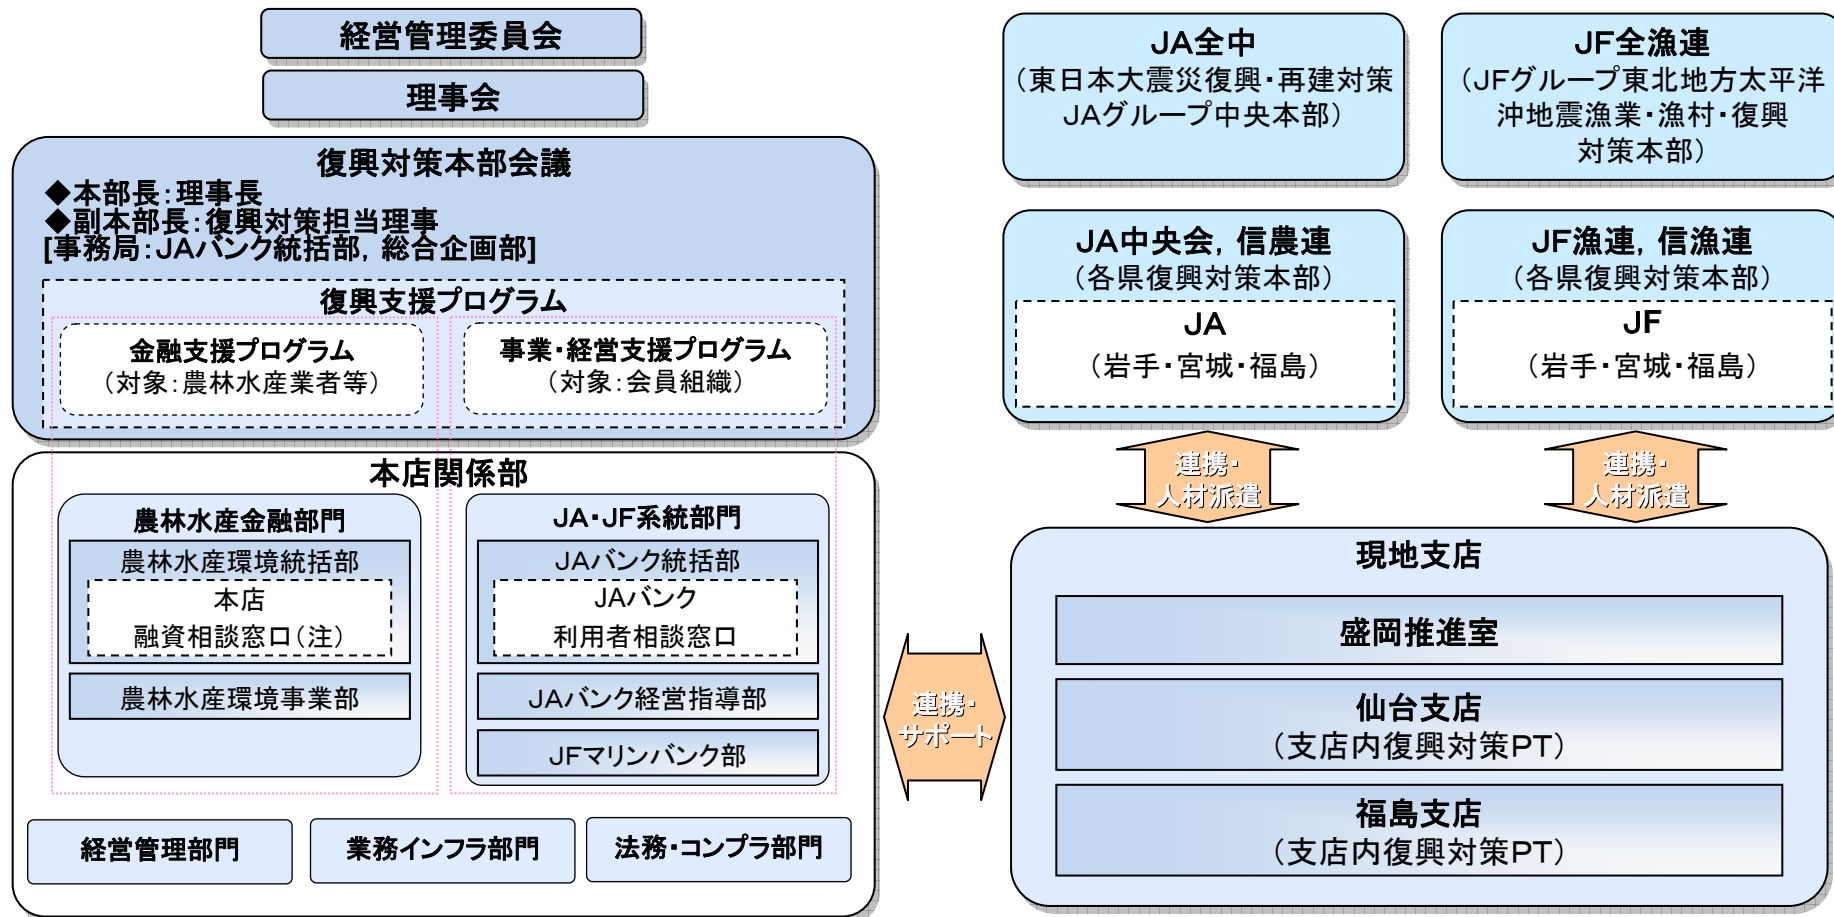 経営管理委員会
理事会
復興対策本部会議
◆本部長：理事長
◆副本部長：復興対策担当理事
[事務局：JAバンク統括部，総合企画部]
復興支援プログラム
金融支援プログラム
（対象：農林水産業者等）
事業・経営支援プログラム
（対象：会員組織）
本店関係部
農林水産金融部門
農林水産環境統括部
本店
融資相談窓口（注）
農林水産環境事業部
JA・JF系統部門
JAバンク統括部
JAバンク
利用者相談窓口
JAバンク経営指導部
JFマリンバンク部
経営管理部門
業務インフラ部門
法務・コンプラ部門
連携・
サポート
JA全中
（東日本大震災復興・再建対策
JAグループ中央本部）
JF全漁連
（JFグループ東北地方太平洋
沖地震漁業・漁村・復興
対策本部）
JA中央会，信農連
（各県復興対策本部）
JA
（岩手・宮城・福島）
JF漁連，信漁連
（各県復興対策本部）
JF
（岩手・宮城・福島）
連携・
人材派遣
連携・
人材派遣
現地支店
盛岡推進室
仙台支店
（支店内復興対策PT）
福島支店
（支店内復興対策PT）